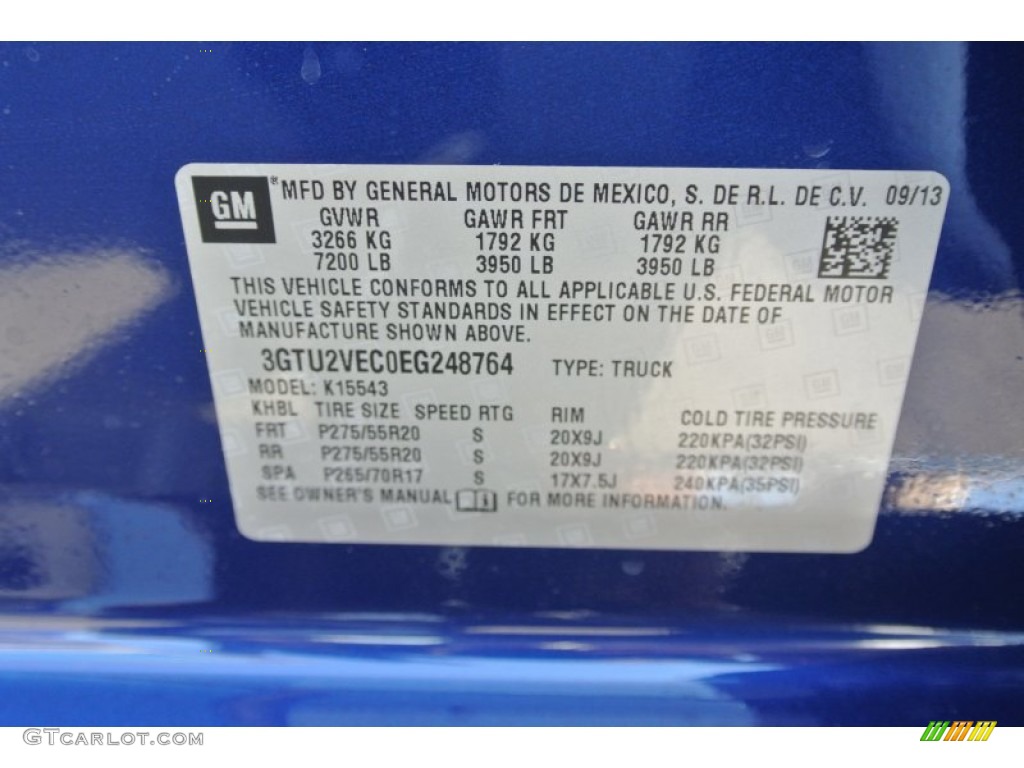 GM® MFD BY GENERAL MOTORS DE MEXICO, S. DE R.L. DE C.V. 09/13
GVWR GAWR FRT GAWR RR
3266 KG 1792 KG 1792 KG
7200 LB 3950 LB 3950 LB
THIS VEHICLE CONFORMS TO ALL APPLICABLE U.S. FEDERAL MOTOR
VEHICLE SAFETY STANDARDS IN EFFECT ON THE DATE OF
MANUFACTURE SHOWN ABOVE.
3GTU2VEC0EG248764 TYPE: TRUCK
MODEL: K15543
KHBL TIRE SIZE SPEED RTG RIM COLD TIRE PRESSURE
FRT P275/55R20 S 20X9J 220KPA(32PSI)
RR P275/55R20 S 20X9J 220KPA(32PSI)
SPA P265/70R17 S 17X7.5J 240KPA(35PSI)
SEE OWNER'S MANUAL FOR MORE INFORMATION.
GTCarLot.com